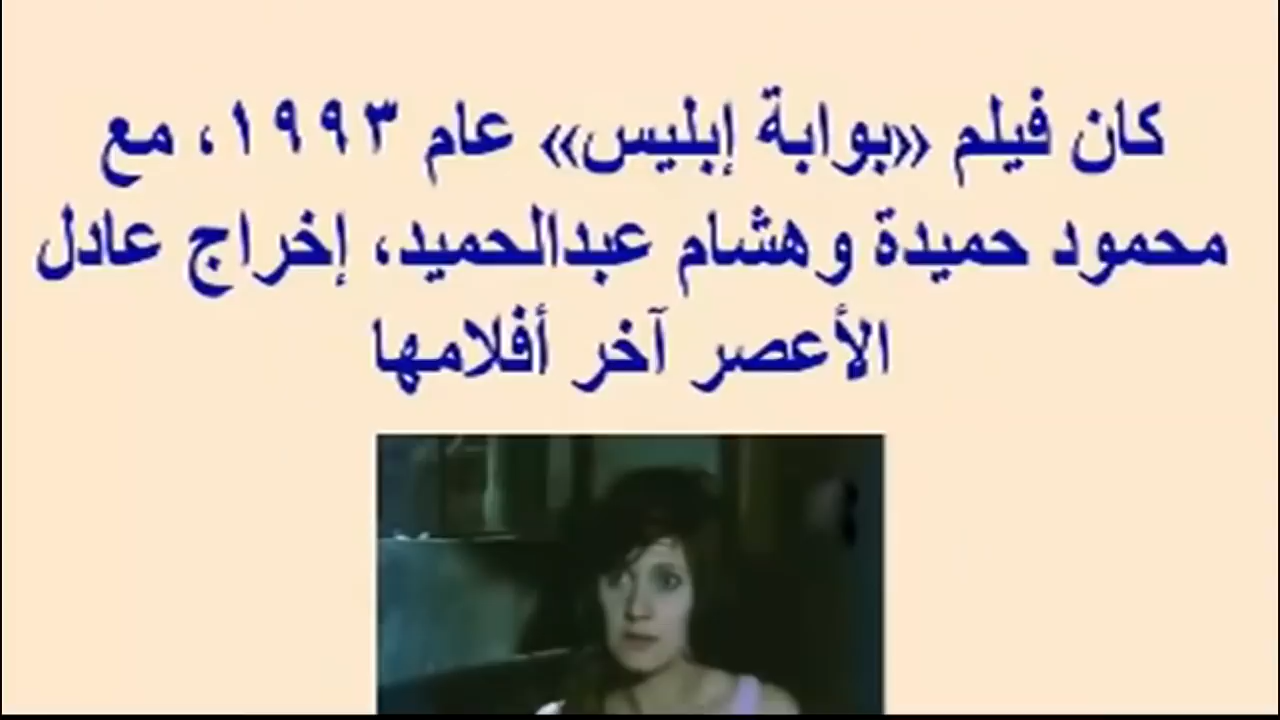 كان فيلم «بوابة إبليس» عام ١٩٩٣، مع
محمود حميدة وهشام عبدالحميد، إخراج عادل
الأعصر آخر أفلامها